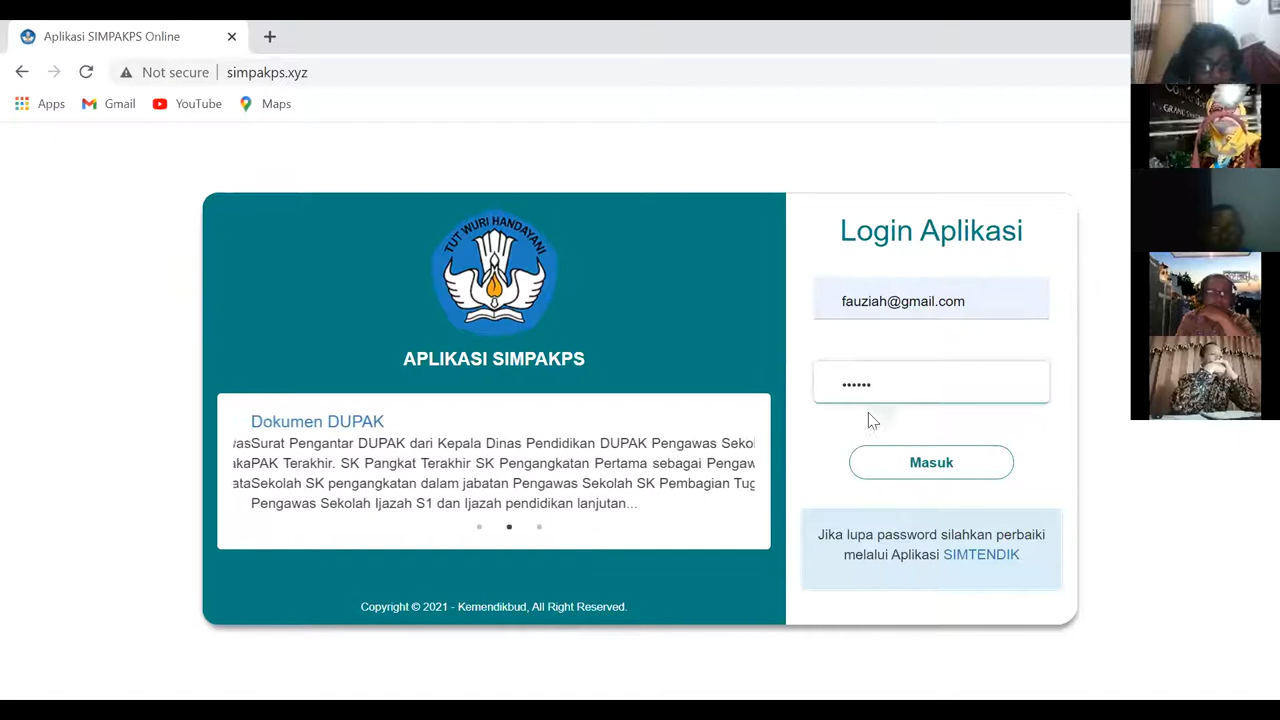 Aplikasi SIMPAKPS Online
Not secure simpakps.xyz
Apps Gmail YouTube Maps
TUT WURI HANDAYANI
APLIKASI SIMPAKPS
Dokumen DUPAK
Surat Pengantar DUPAK dari Kepala Dinas Pendidikan DUPAK Pengawas
PAK Terakhir. SK Pangkat Terakhir SK Pengangkatan Pertama sebagai
Sekolah SK pengangkatan dalam jabatan Pengawas Sekolah SK Pembagian
Pengawas Sekolah Ijazah S1 dan Ijazah pendidikan lanjutan...
Copyright © 2021 - Kemendikbud, All Right Reserved.
Login Aplikasi
fauziah@gmail.com
••••••
Masuk
Jika lupa password silahkan perbaiki
melalui Aplikasi SIMTENDIK